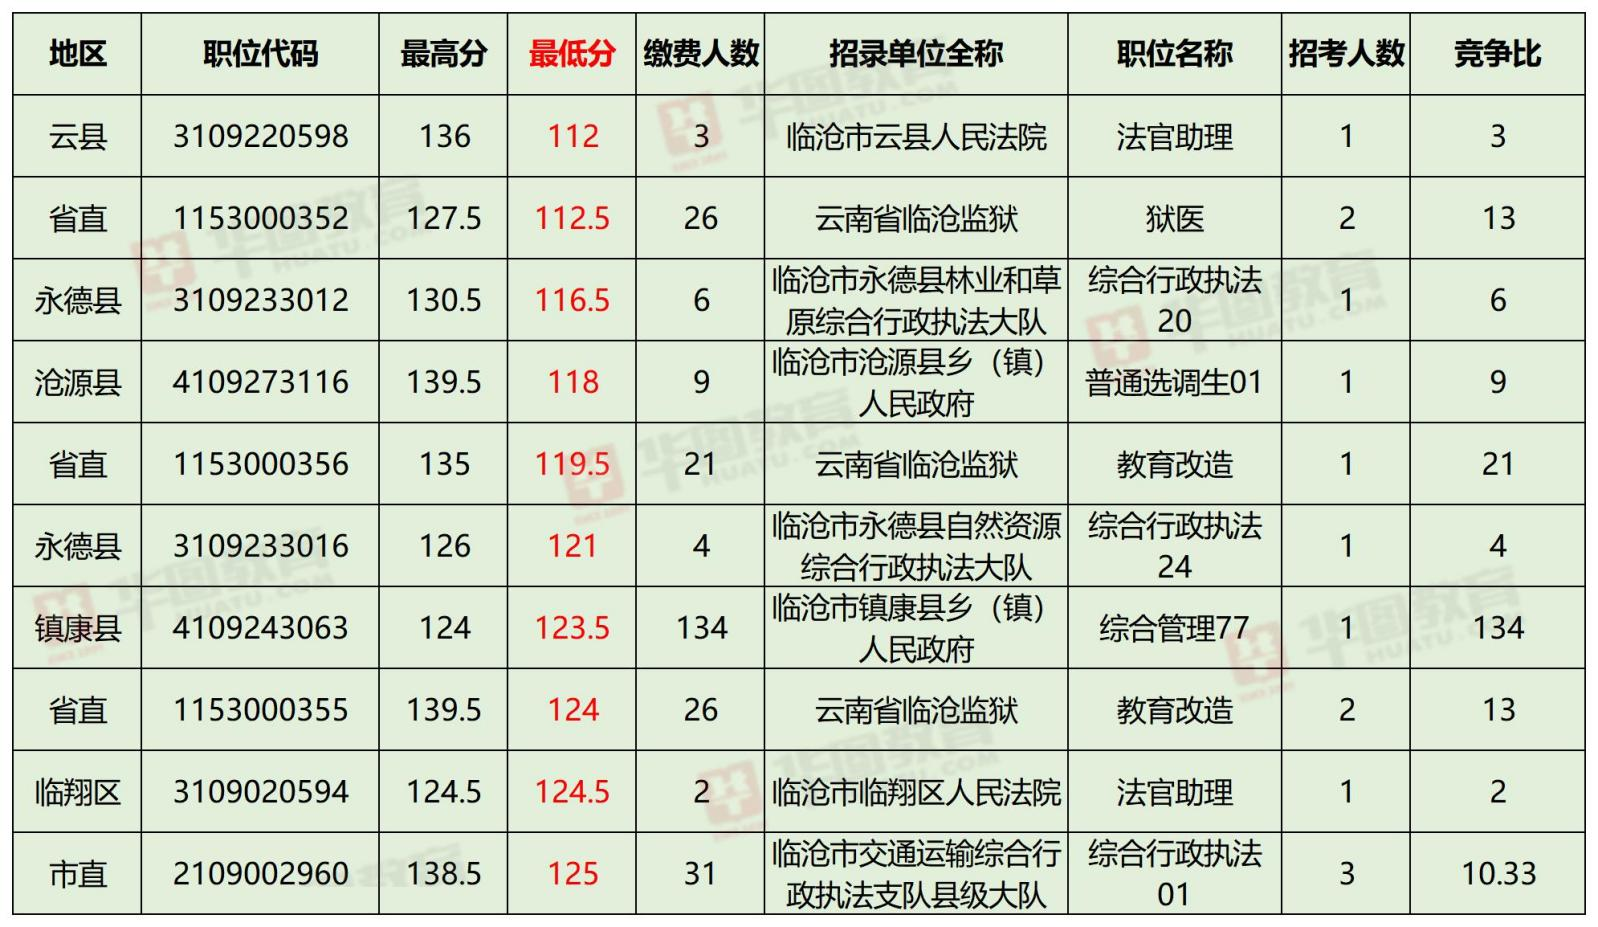 地区 职位代码 最高分 最低分 缴费人数 招录单位全称 职位名称 招考人数 竞争比
云县 3109220598 136 112 3 临沧市云县人民法院 法官助理 1 3
省直 1153000352 127.5 112.5 26 云南省临沧监狱 狱医 2 13
永德县 3109233012 130.5 116.5 6 临沧市永德县林业和草 综合行政执法 1 6
原综合行政执法大队 20
沧源县 4109273116 139.5 118 9 临沧市沧源县乡（镇） 普通选调生01 1 9
人民政府
省直 1153000356 135 119.5 21 云南省临沧监狱 教育改造 1 21
永德县 3109233016 126 121 4 临沧市永德县自然资源 综合行政执法 1 4
综合行政执法大队 24
镇康县 4109243063 124 123.5 134 临沧市镇康县乡（镇） 综合管理77 1 134
人民政府
省直 1153000355 139.5 124 26 云南省临沧监狱 教育改造 2 13
临翔区 3109020594 124.5 124.5 2 临沧市临翔区人民法院 法官助理 1 2
市直 2109002960 138.5 125 31 临沧市交通运输综合行 综合行政执法 3 10.33
政执法支队县级大队 01
华图教育
HUATU.COM